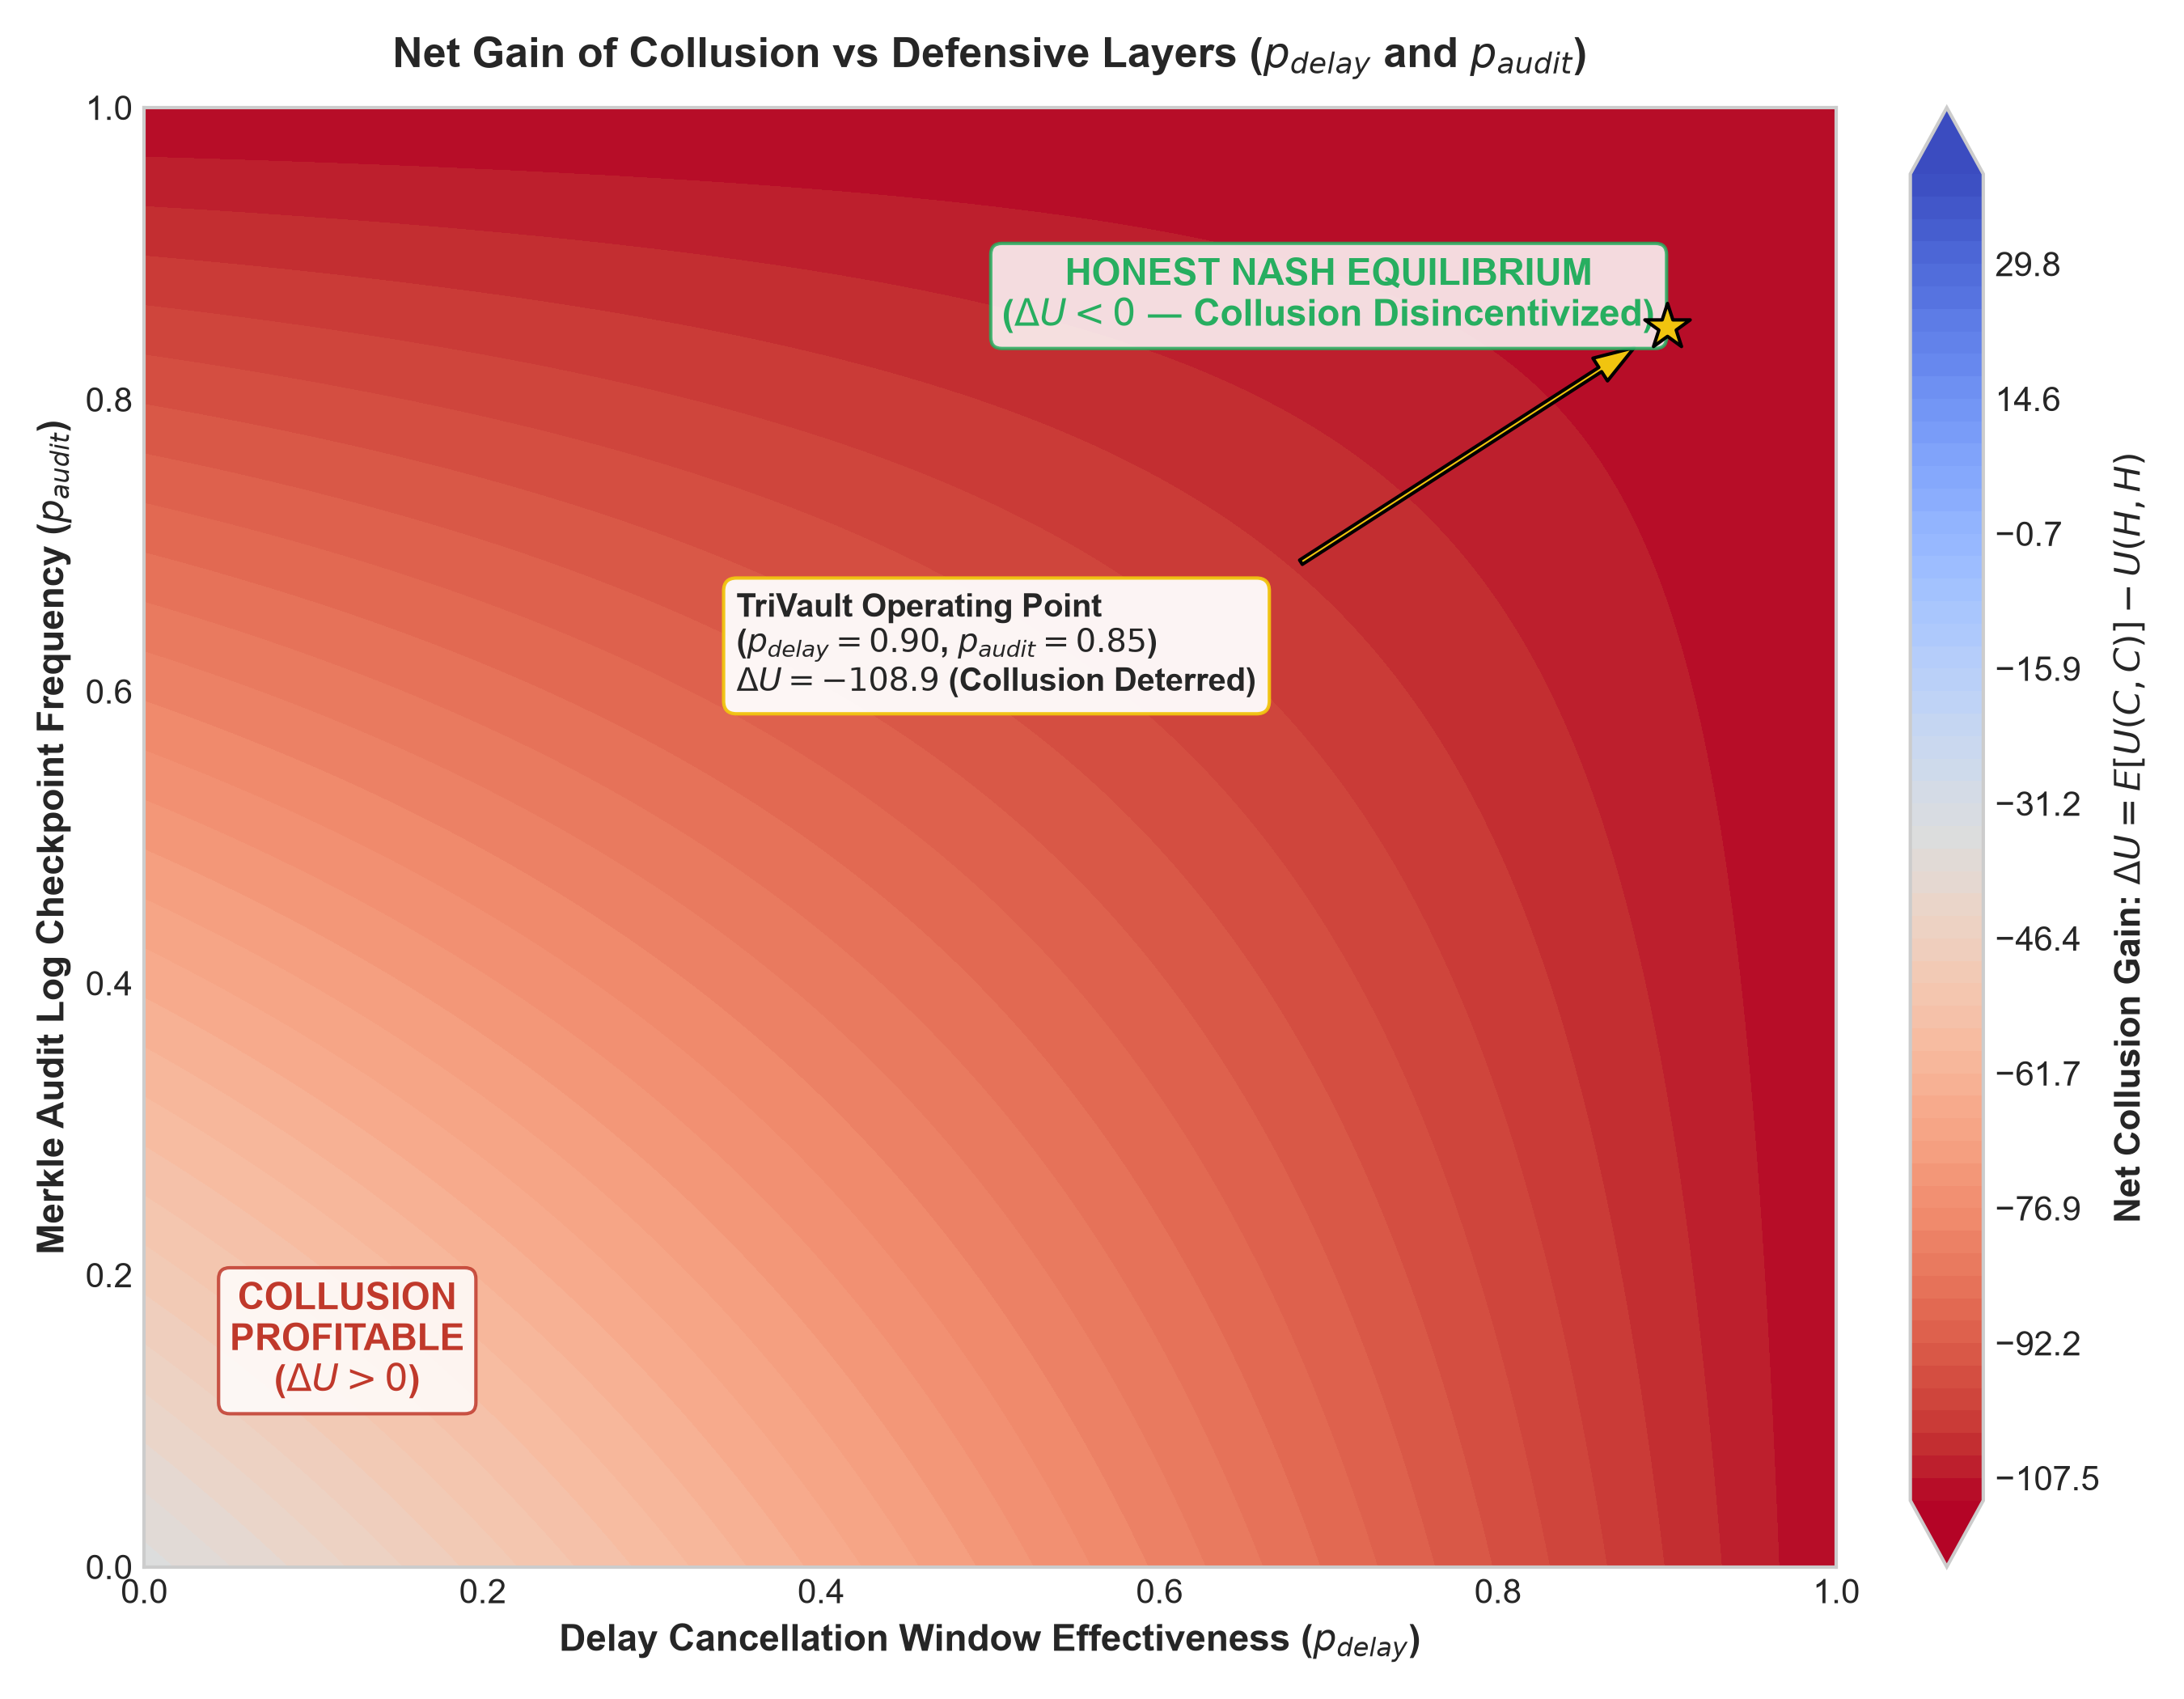 Net Gain of Collusion vs Defensive Layers (p_delay and p_audit)
Merkle Audit Log Checkpoint Frequency (p_audit)
1.0
0.8
0.6
0.4
0.2
0.0
HONEST NASH EQUILIBRIUM
(ΔU < 0 — Collusion Disincentivized)
TriVault Operating Point
(p_delay = 0.90, p_audit = 0.85)
ΔU = −108.9 (Collusion Deterred)
COLLUSION
PROFITABLE
(ΔU > 0)
0.0
0.2
0.4
0.6
0.8
1.0
Delay Cancellation Window Effectiveness (p_delay)
29.8
14.6
−0.7
−15.9
−31.2
−46.4
−61.7
−76.9
−92.2
−107.5
Net Collusion Gain: ΔU = E[U(C, C)] − U(H, H)